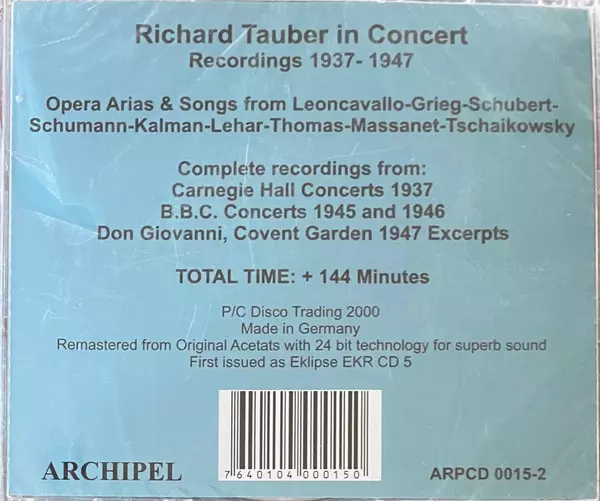 Richard Tauber in Concert
Recordings 1937- 1947
Opera Arias & Songs from Leoncavallo-Grieg-Schubert-
Schumann-Kalman-Lehar-Thomas-Massanet-Tschaikowsky
Complete recordings from:
Carnegie Hall Concerts 1937
B.B.C. Concerts 1945 and 1946
Don Giovanni, Covent Garden 1947 Excerpts
TOTAL TIME: + 144 Minutes
P/C Disco Trading 2000
Made in Germany
Remastered from Original Acetats with 24 bit technology for superb sound
First issued as Eklipse EKR CD 5
7 640104 000150
ARCHIPEL
ARPCD 0015-2